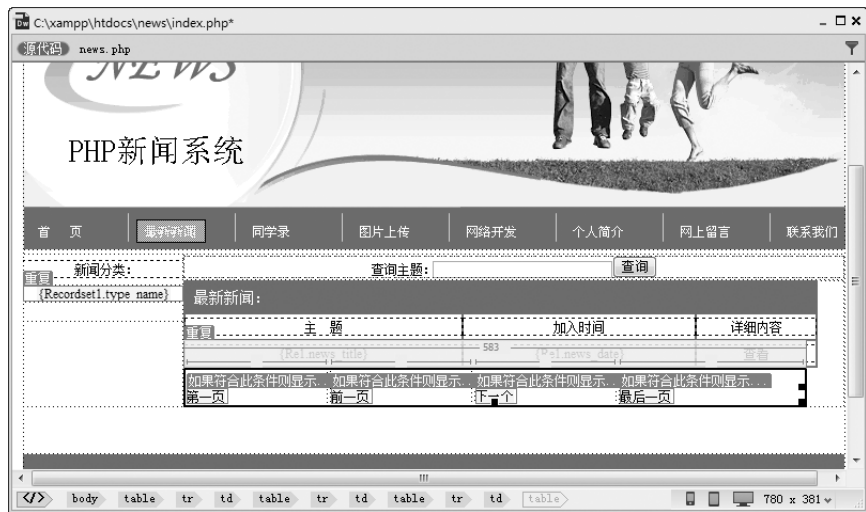 C:\xampp\htdocs\news\index.php*
源代码 news.php
NEWS
PHP新闻系统
首 页 最新新闻 同学录 图片上传 网络开发 个人简介 网上留言 联系我们
新闻分类： 查询主题： 查询
重复
{Recordset1.type_name} 最新新闻：
重复 主 题 加入时间 详细内容
583
{Re1.news_title} {Re1.news_date} 查看
如果符合此条件则显示... 如果符合此条件则显示... 如果符合此条件则显示... 如果符合此条件则显示...
第一页 前一页 下一个 最后一页
</> body table tr td table tr td table tr td table 780 x 381